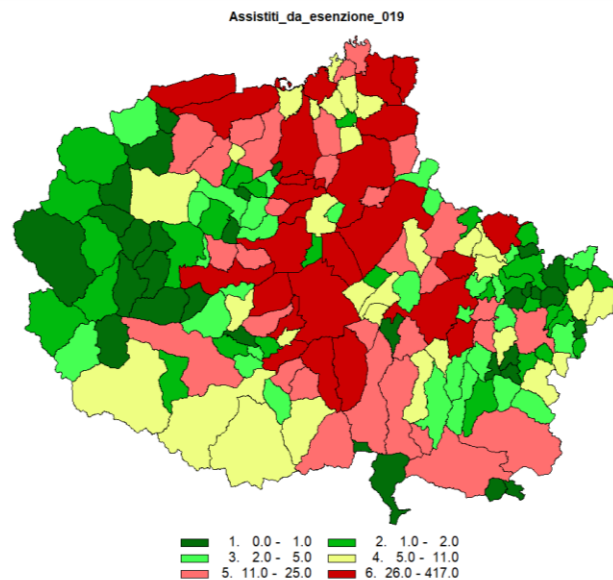 Assistiti_da_esenzione_019
1. 0.0 - 1.0 2. 1.0 - 2.0
3. 2.0 - 5.0 4. 5.0 - 11.0
5. 11.0 - 25.0 6. 26.0 - 417.0